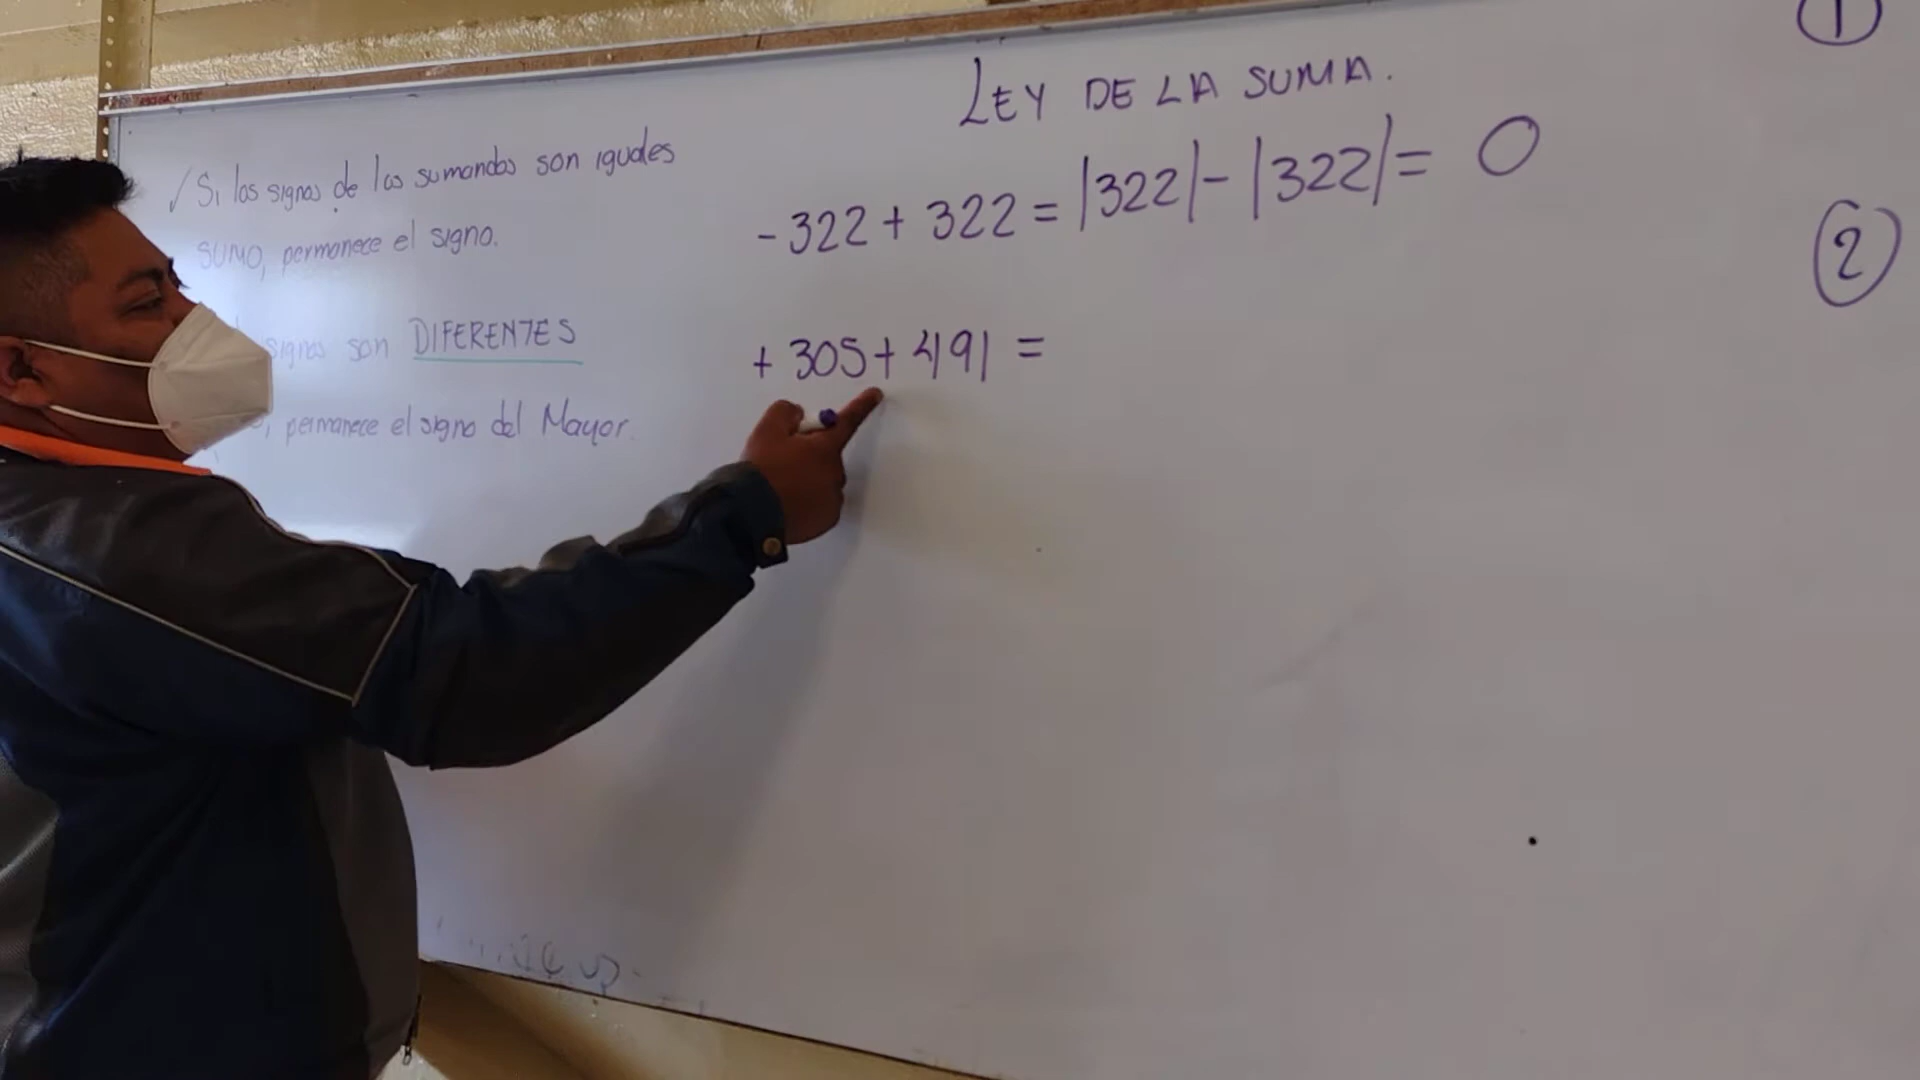 LEY DE LA SUMA.
✓ Si los signos de los sumandos son iguales
SUMO, permanece el signo.
signos son DIFERENTES
, permanece el signo del Mayor.
-322 + 322 = |322| - |322| = 0
+ 305 + 491 =
1
2